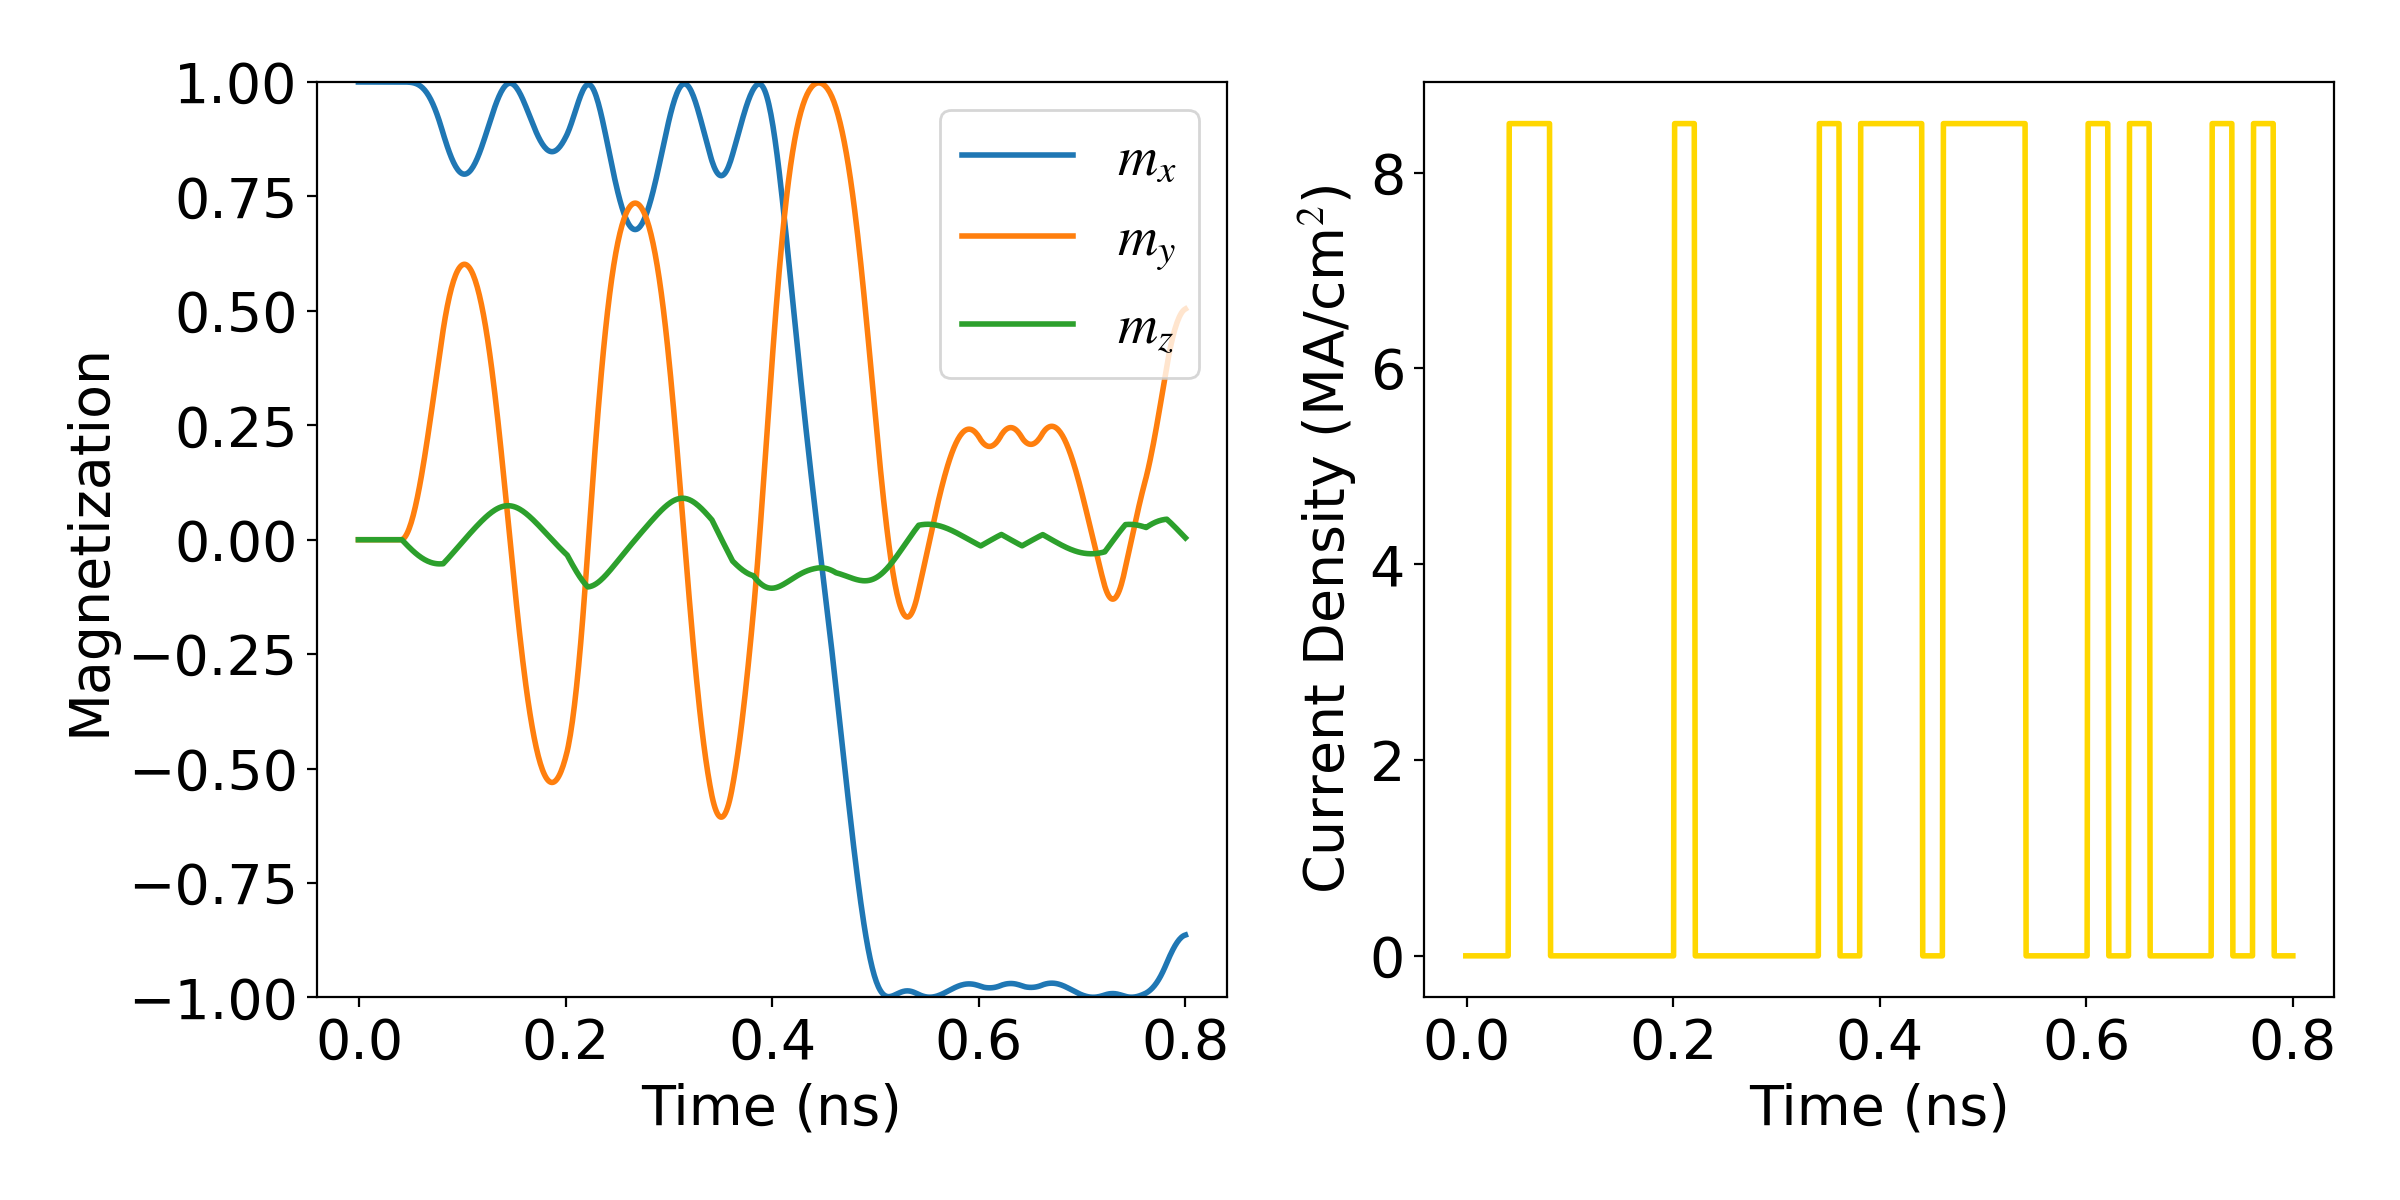 1.00
0.75
0.50
0.25
0.00
−0.25
−0.50
−0.75
−1.00
Magnetization
0.0 0.2 0.4 0.6 0.8
Time (ns)
m_x
m_y
m_z
8
6
4
2
0
Current Density (MA/cm²)
0.0 0.2 0.4 0.6 0.8
Time (ns)